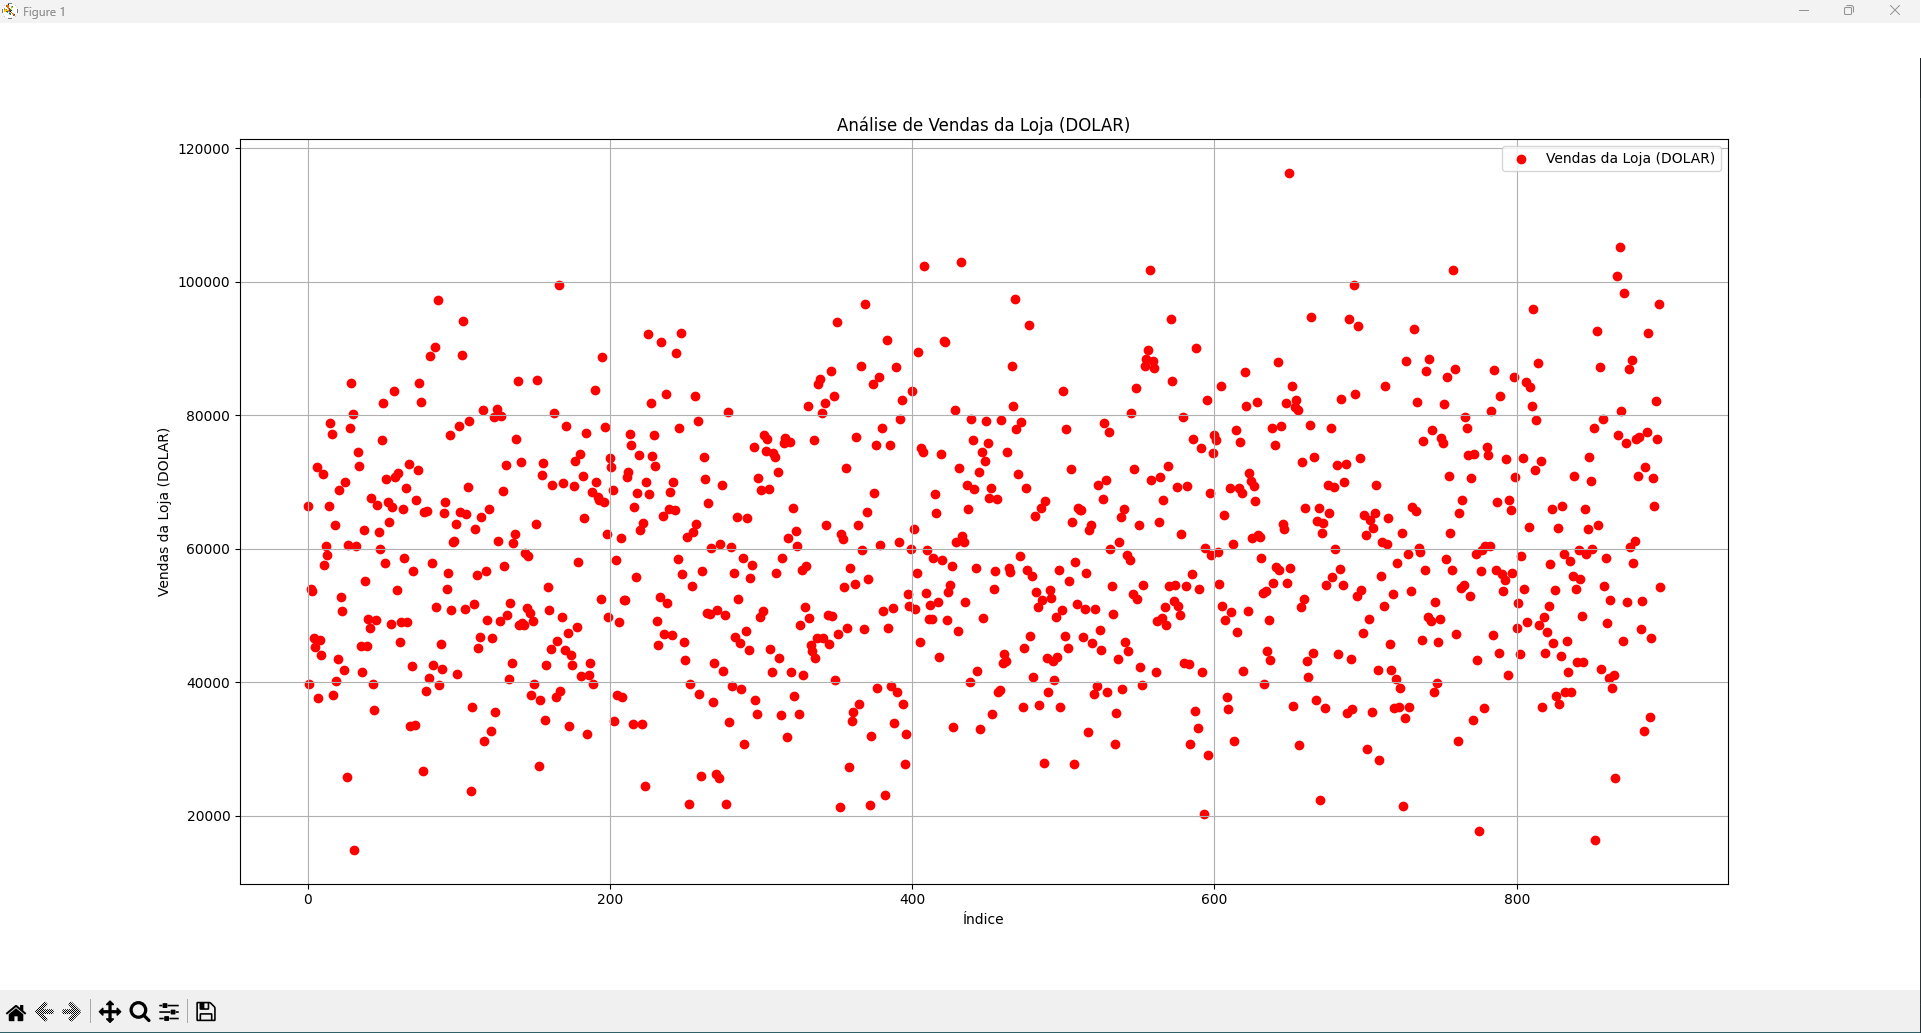 Figure 1
Análise de Vendas da Loja (DOLAR)
Vendas da Loja (DOLAR)
120000
100000
80000
60000
40000
20000
Vendas da Loja (DOLAR)
0 200 400 600 800
Índice